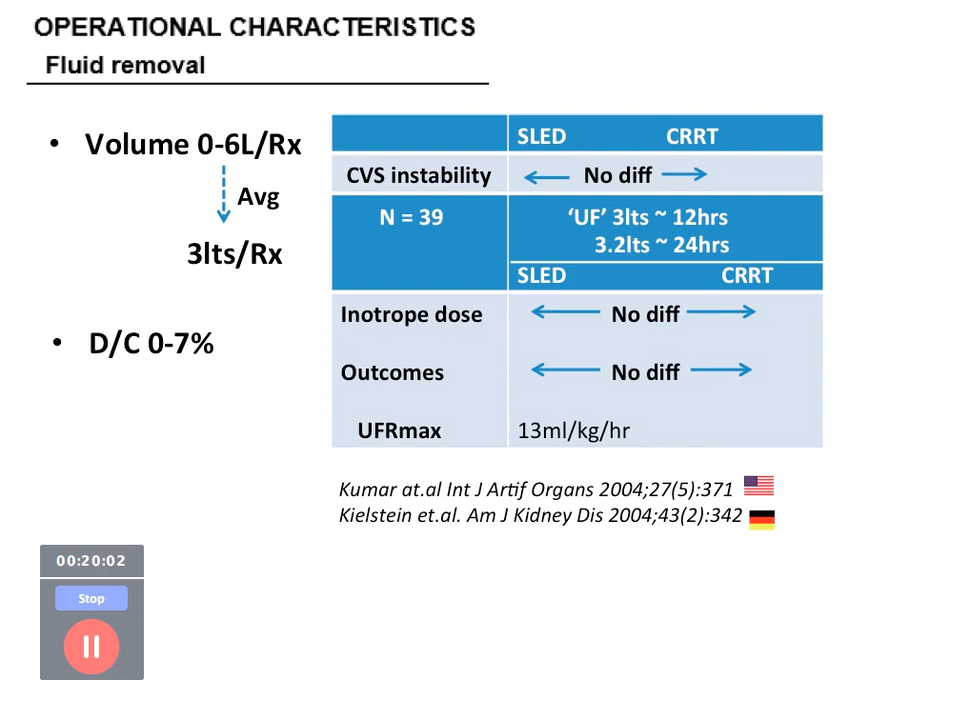 OPERATIONAL CHARACTERISTICS
Fluid removal
• Volume 0-6L/Rx
Avg
3lts/Rx
• D/C 0-7%
SLED CRRT
CVS instability No diff
N = 39 ‘UF’ 3lts ~ 12hrs
3.2lts ~ 24hrs
SLED CRRT
Inotrope dose No diff
Outcomes No diff
UFRmax 13ml/kg/hr
Kumar at.al Int J Artif Organs 2004;27(5):371
Kielstein et.al. Am J Kidney Dis 2004;43(2):342
00:20:02
Stop